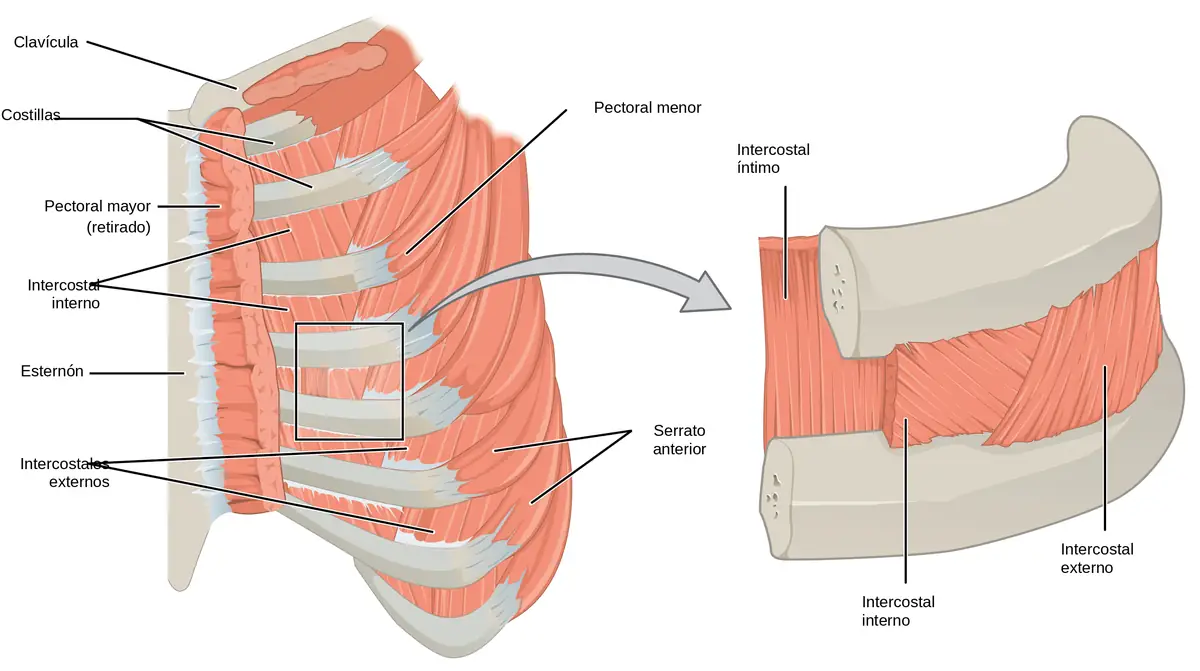 Clavícula
Costillas
Pectoral mayor
(retirado)
Intercostal
interno
Esternón
Intercostales
externos
Pectoral menor
Serrato
anterior
Intercostal
íntimo
Intercostal
externo
Intercostal
interno